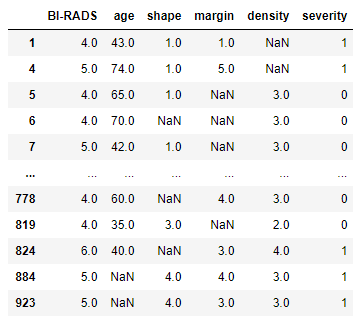 BI-RADS age shape margin density severity
1 4.0 43.0 1.0 1.0 NaN 1
4 5.0 74.0 1.0 5.0 NaN 1
5 4.0 65.0 1.0 NaN 3.0 0
6 4.0 70.0 NaN NaN 3.0 0
7 5.0 42.0 1.0 NaN 3.0 0
... ... ... ... ... ... ...
778 4.0 60.0 NaN 4.0 3.0 0
819 4.0 35.0 3.0 NaN 2.0 0
824 6.0 40.0 NaN 3.0 4.0 1
884 5.0 NaN 4.0 4.0 3.0 1
923 5.0 NaN 4.0 3.0 3.0 1